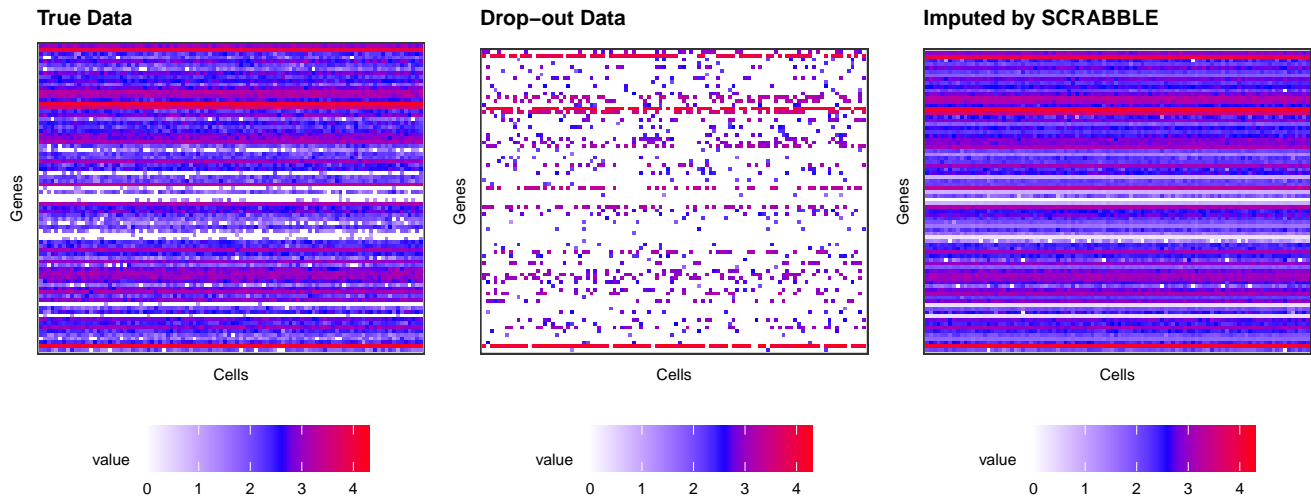 True Data
Drop−out Data
Imputed by SCRABBLE
Genes
Genes
Genes
Cells
Cells
Cells
value
0 1 2 3 4
value
0 1 2 3 4
value
0 1 2 3 4